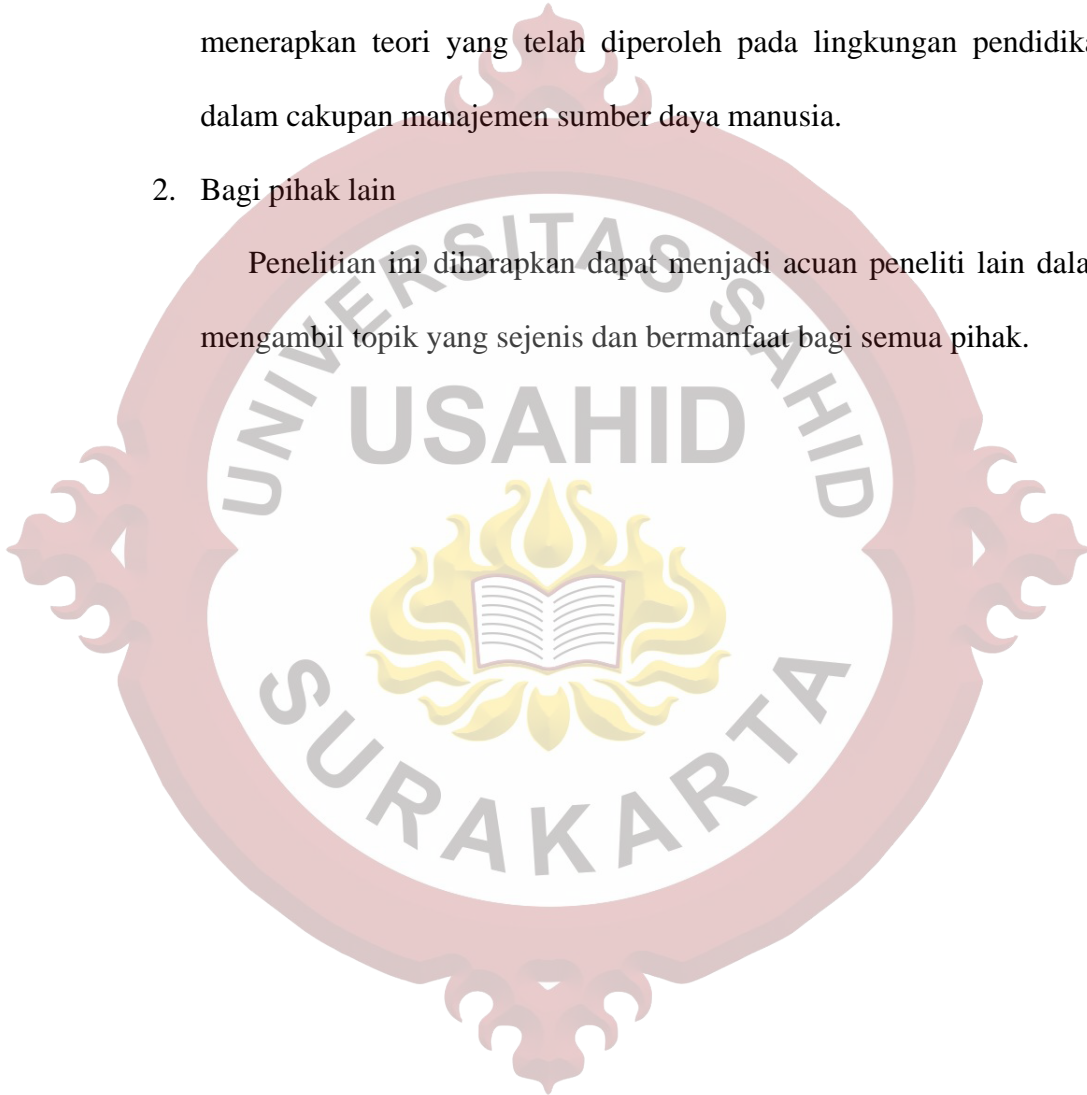 menerapkan teori yang telah diperoleh pada lingkungan pendidika
dalam cakupan manajemen sumber daya manusia.
2. Bagi pihak lain
Penelitian ini diharapkan dapat menjadi acuan peneliti lain dala
mengambil topik yang sejenis dan bermanfaat bagi semua pihak.
UNIVERSITAS SAHID
USAHID
SURAKARTA